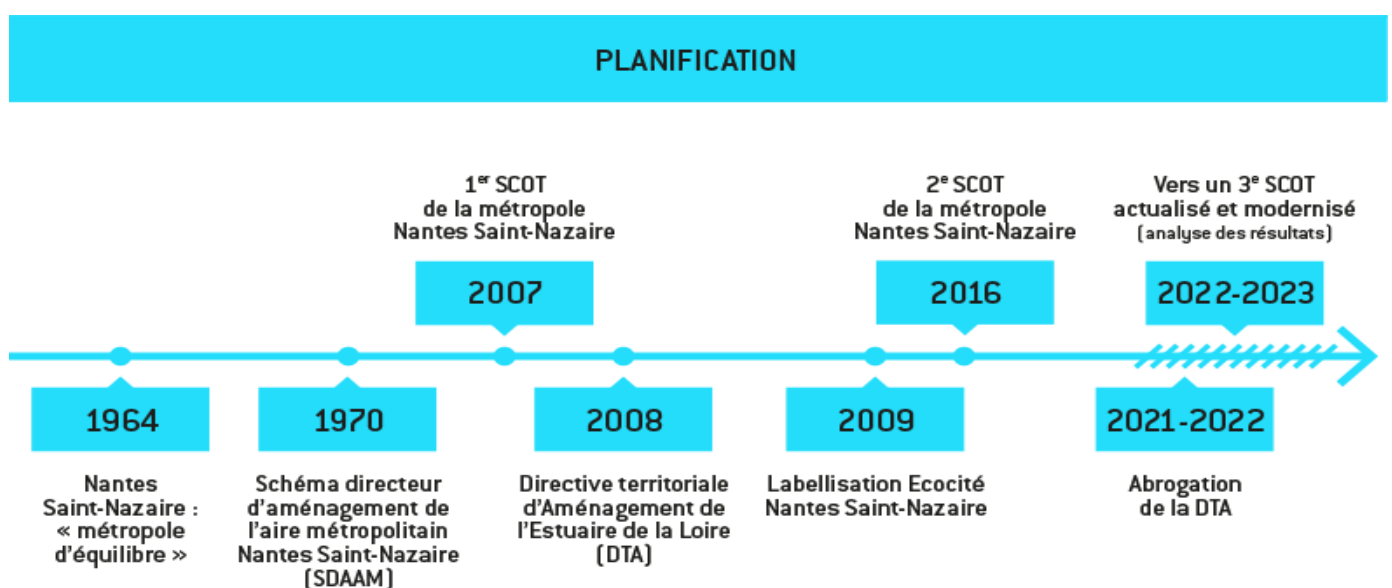 PLANIFICATION
1er SCOT
de la métropole
Nantes Saint-Nazaire
2007
2e SCOT
de la métropole
Nantes Saint-Nazaire
2016
Vers un 3e SCOT
actualisé et modernisé
(analyse des résultats)
2022-2023
1964
Nantes
Saint-Nazaire :
« métropole
d'équilibre »
1970
Schéma directeur
d'aménagement de
l'aire métropolitain
Nantes Saint-Nazaire
(SDAAM)
2008
Directive territoriale
d'Aménagement de
l'Estuaire de la Loire
(DTA)
2009
Labellisation Ecocité
Nantes Saint-Nazaire
2021-2022
Abrogation
de la DTA